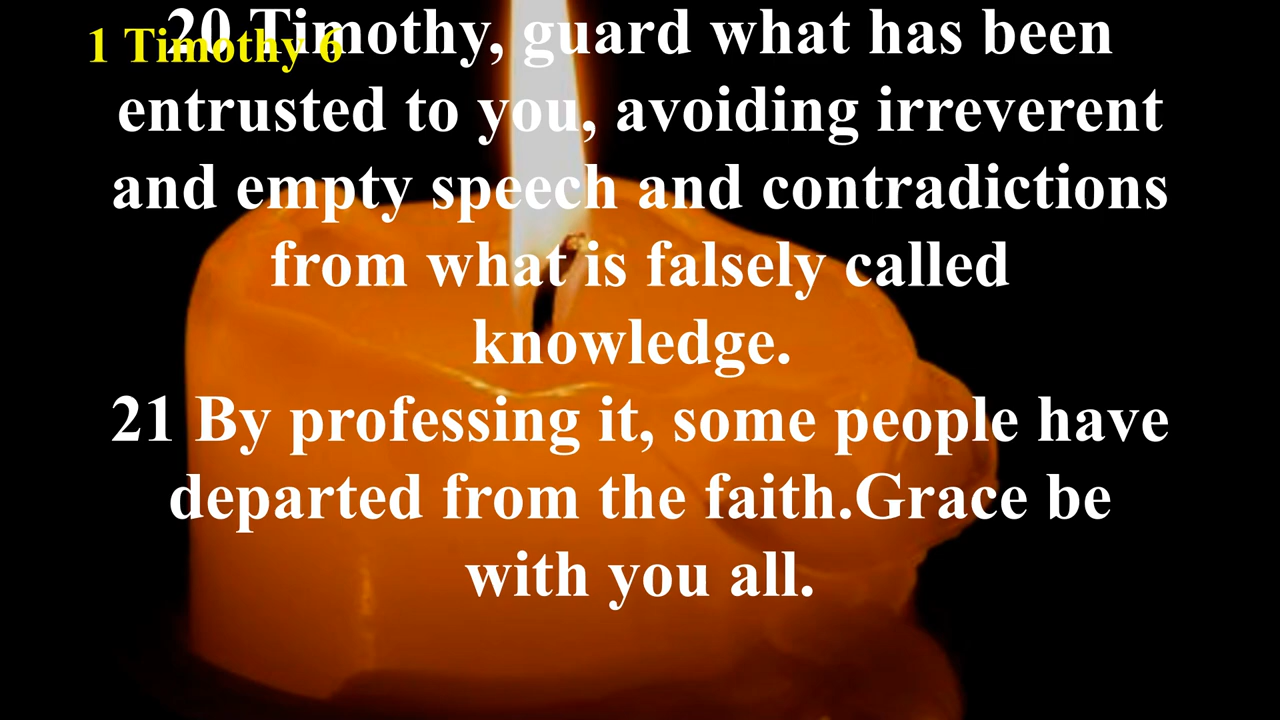 1 Timothy 6
20 Timothy, guard what has been
entrusted to you, avoiding irreverent
and empty speech and contradictions
from what is falsely called
knowledge.
21 By professing it, some people have
departed from the faith.Grace be
with you all.